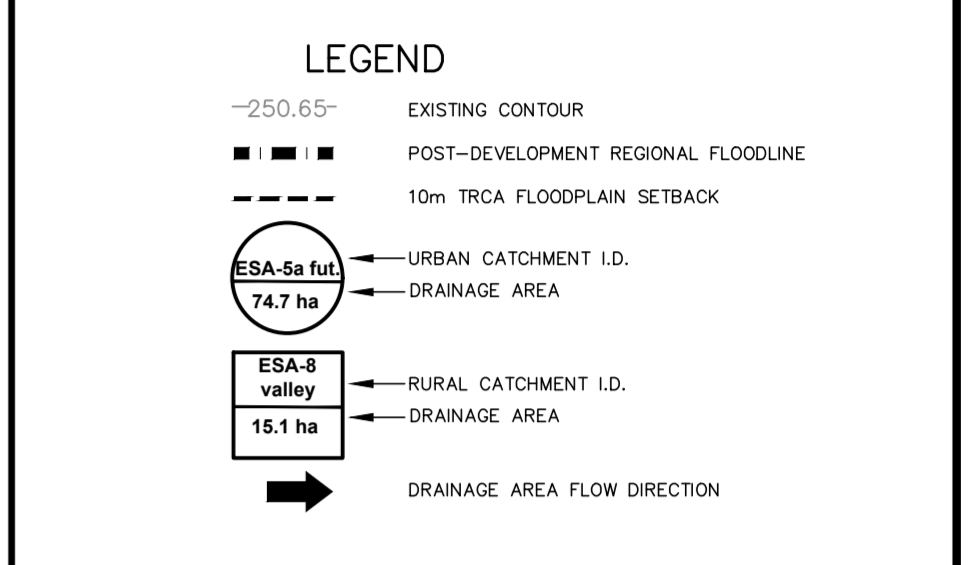 LEGEND
-250.65-
EXISTING CONTOUR
POST-DEVELOPMENT REGIONAL FLOODLINE
10m TRCA FLOODPLAIN SETBACK
ESA-5a fut.
URBAN CATCHMENT I.D.
74.7 ha
DRAINAGE AREA
ESA-8
valley
RURAL CATCHMENT I.D.
15.1 ha
DRAINAGE AREA
DRAINAGE AREA FLOW DIRECTION